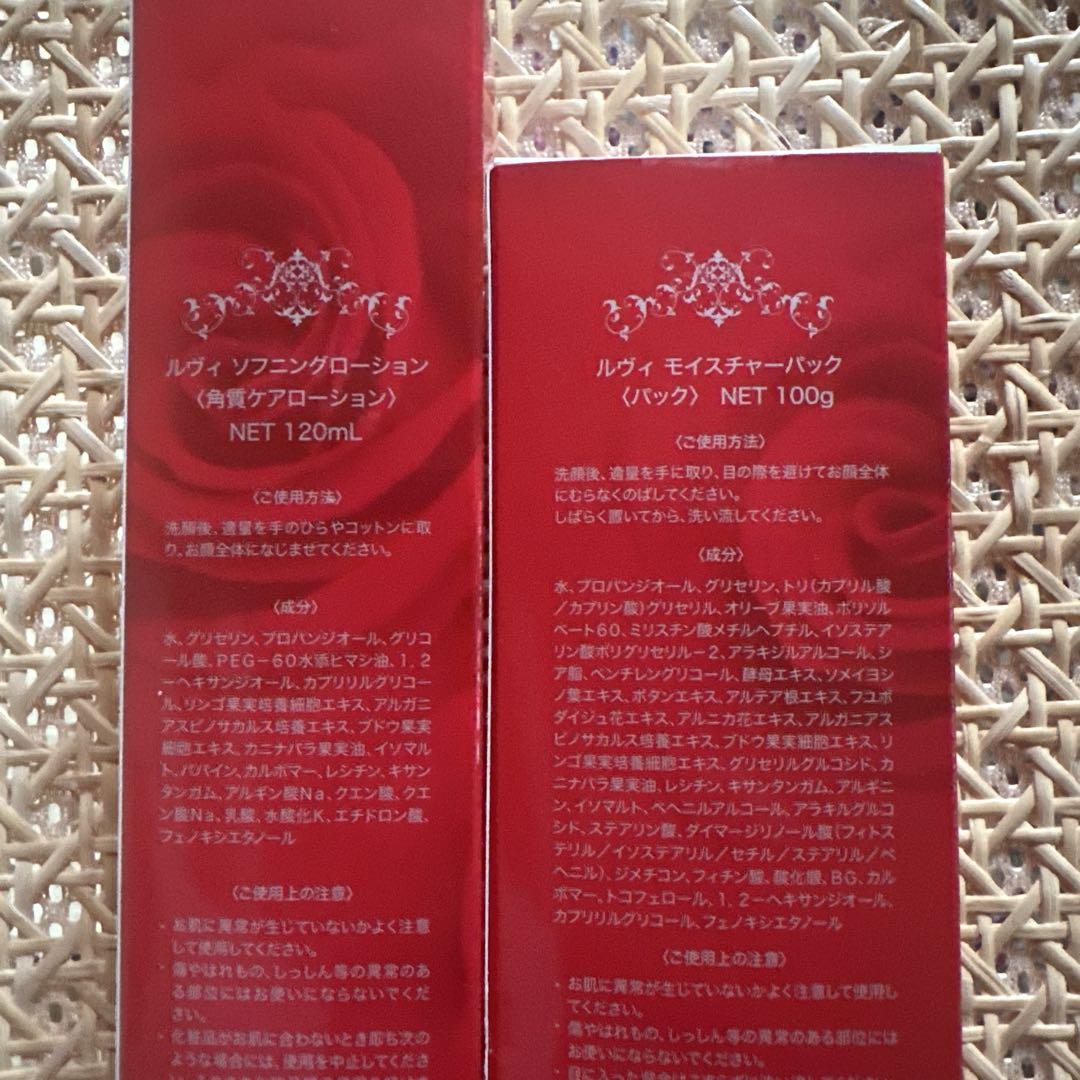 ルヴィ ソフニングローション
〈角質ケアローション〉
NET 120mL
〈ご使用方法〉
洗顔後、適量を手のひらやコットンに取
り、お顔全体になじませてください。
〈成分〉
水、グリセリン、プロパンジオール、グリコ
ール酸、PEG－60水添ヒマシ油、1，2
－ヘキサンジオール、カプリリルグリコー
ル、リンゴ果実培養細胞エキス、アルガニ
アスピノサカルス培養エキス、ブドウ果実
細胞エキス、カニナバラ果実油、イソマル
ト、パパイン、カルボマー、レシチン、キサ
ンタンガム、アルギン酸Na、クエン酸、クエ
ン酸Na、乳酸、水酸化K、エチドロン酸、
フェノキシエタノール
〈ご使用上の注意〉
・お肌に異常が生じていないかよく注意
して使用してください。
・傷やはれもの、しっしん等の異常のあ
る部位にはお使いにならないでくだ
さい。
・化粧品がお肌に合わないとき即ち次の
ような場合には、使用を中止してくださ
ルヴィ モイスチャーパック
〈パック〉 NET 100g
〈ご使用方法〉
洗顔後、適量を手に取り、目の際を避けてお顔全体
にむらなくのばしてください。
しばらく置いてから、洗い流してください。
〈成分〉
水、プロパンジオール、グリセリン、トリ（カプリル酸
／カプリン酸）グリセリル、オリーブ果実油、ポリソル
ベート60、ミリスチン酸メチルヘプチル、イソステア
リン酸ポリグリセリル－2、アラキジルアルコール、シ
ア脂、ペンチレングリコール、酵母エキス、ソメイヨシ
ノ葉エキス、ボタンエキス、アルテア根エキス、フユボ
ダイジュ花エキス、アルニカ花エキス、アルガニアス
ピノサカルス培養エキス、ブドウ果実細胞エキス、リ
ンゴ果実培養細胞エキス、グリセリルグルコシド、カ
ニナバラ果実油、レシチン、キサンタンガム、アルギニ
ン、イソマルト、ベヘニルアルコール、アラキルグルコ
シド、ステアリン酸、ダイマージリノール酸（フィトス
テリル／イソステアリル／セチル／ステアリル／ベ
ヘニル）、ジメチコン、フィチン酸、酸化銀、BG、カル
ボマー、トコフェロール、1，2－ヘキサンジオール、
カプリリルグリコール、フェノキシエタノール
〈ご使用上の注意〉
・お肌に異常が生じていないかよく注意して使用し
てください。
・傷やはれもの、しっしん等の異常のある部位には
お使いにならないでください。